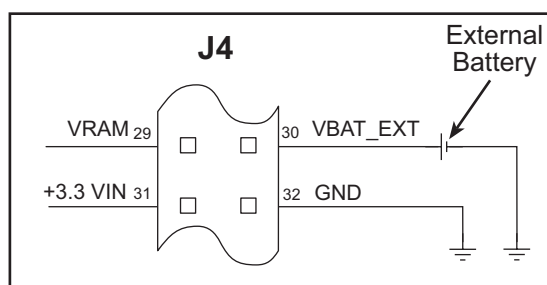 J4
External
Battery
VRAM 29
30 VBAT_EXT
+3.3 VIN 31
32 GND